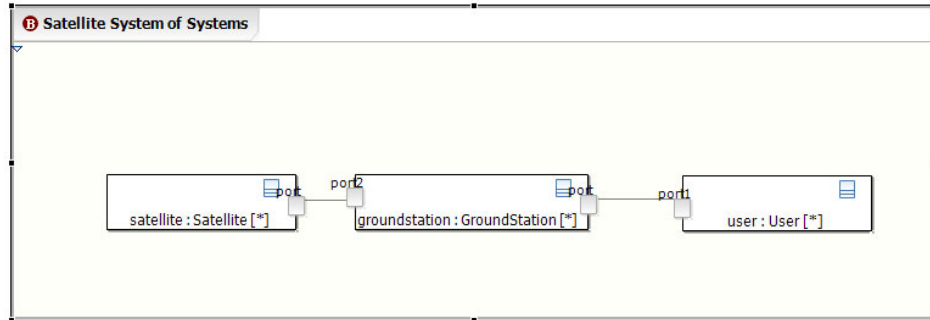 B Satellite System of Systems
port
port2
port
port1
satellite : Satellite [*]
groundstation : GroundStation [*]
user : User [*]